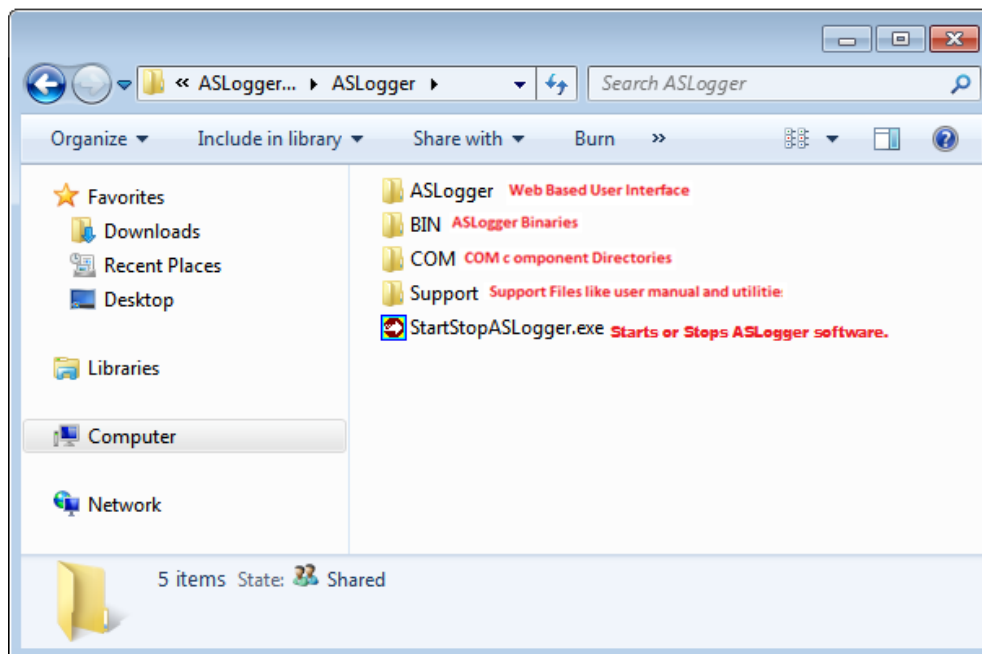 « ASLogger... ▸ ASLogger ▸ Search ASLogger
Organize Include in library Share with Burn »
Favorites
Downloads
Recent Places
Desktop
Libraries
Computer
Network
ASLogger Web Based User Interface
BIN ASLogger Binaries
COM COM c omponent Directories
Support Support Files like user manual and utilitie
StartStopASLogger.exe Starts or Stops ASLogger software.
5 items State: Shared